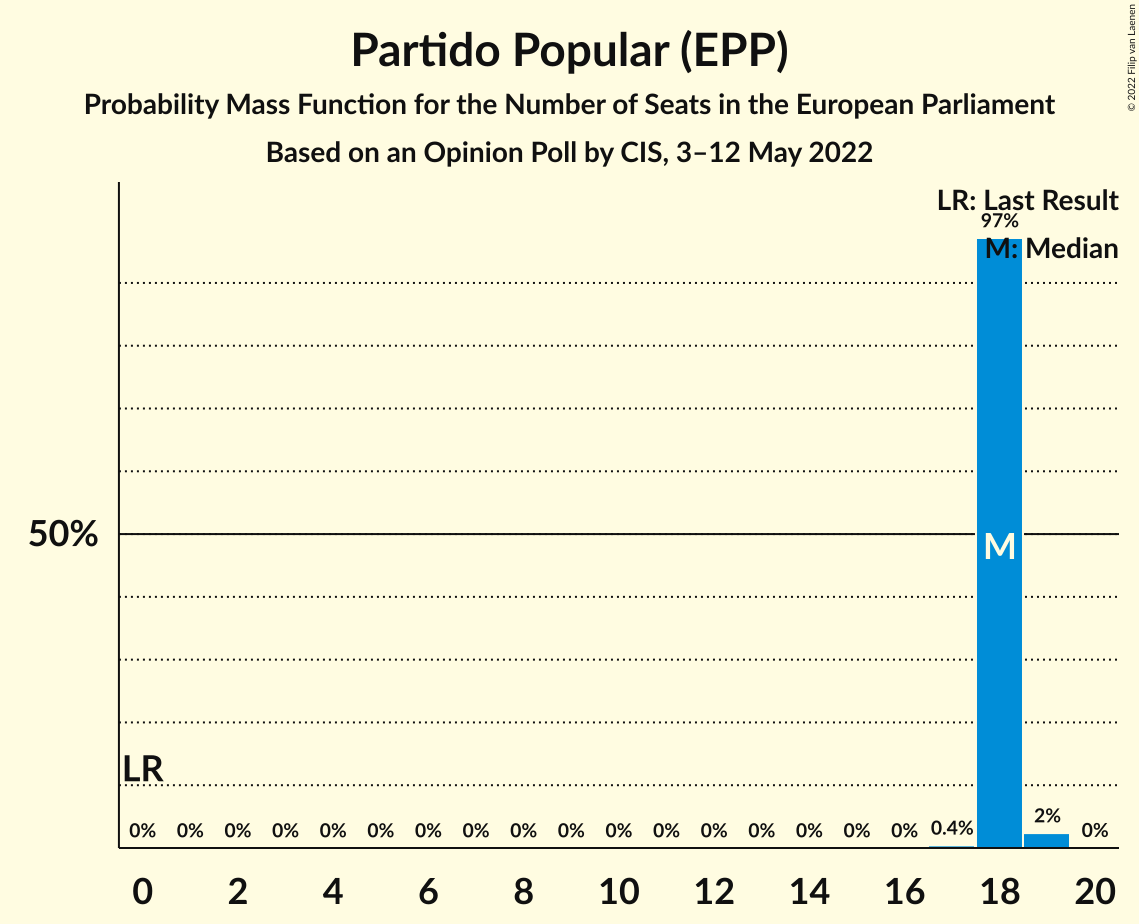 Partido Popular (EPP)
Probability Mass Function for the Number of Seats in the European Parliament
Based on an Opinion Poll by CIS, 3–12 May 2022
© 2022 Filip van Laenen
LR: Last Result
97%
M: Median
50%
M
LR
0% 0% 0% 0% 0% 0% 0% 0% 0% 0% 0% 0% 0% 0% 0% 0% 0% 0.4% 2% 0%
0 2 4 6 8 10 12 14 16 18 20